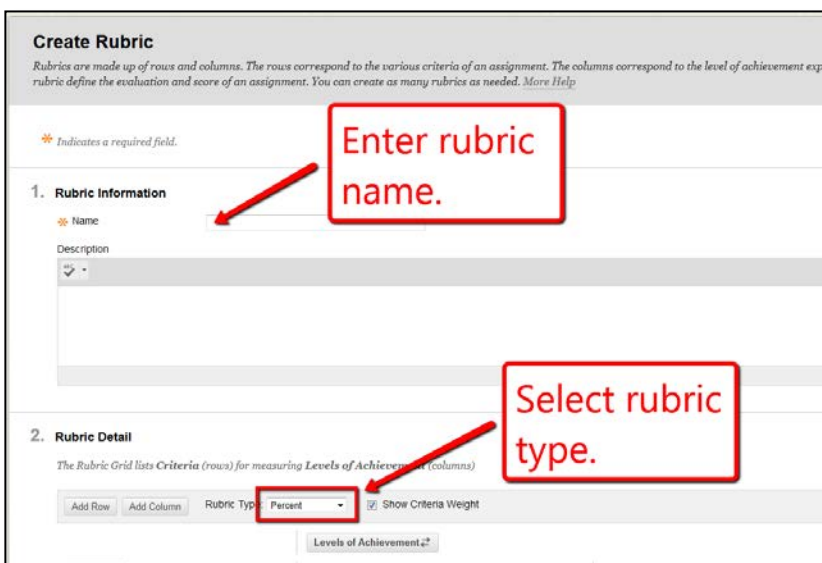 Create Rubric
Rubrics are made up of rows and columns. The rows correspond to the various criteria of an assignment. The columns correspond to the level of achievement
rubric define the evaluation and score of an assignment. You can create as many rubrics as needed. More Help
Indicates a required field.
Enter rubric
name.
1. Rubric Information
Name
Description
Select rubric
type.
2. Rubric Detail
The Rubric Grid lists Criteria (rows) for measuring Levels of Achievement (columns)
Add Row Add Column Rubric Type Percent Show Criteria Weight
Levels of Achievement